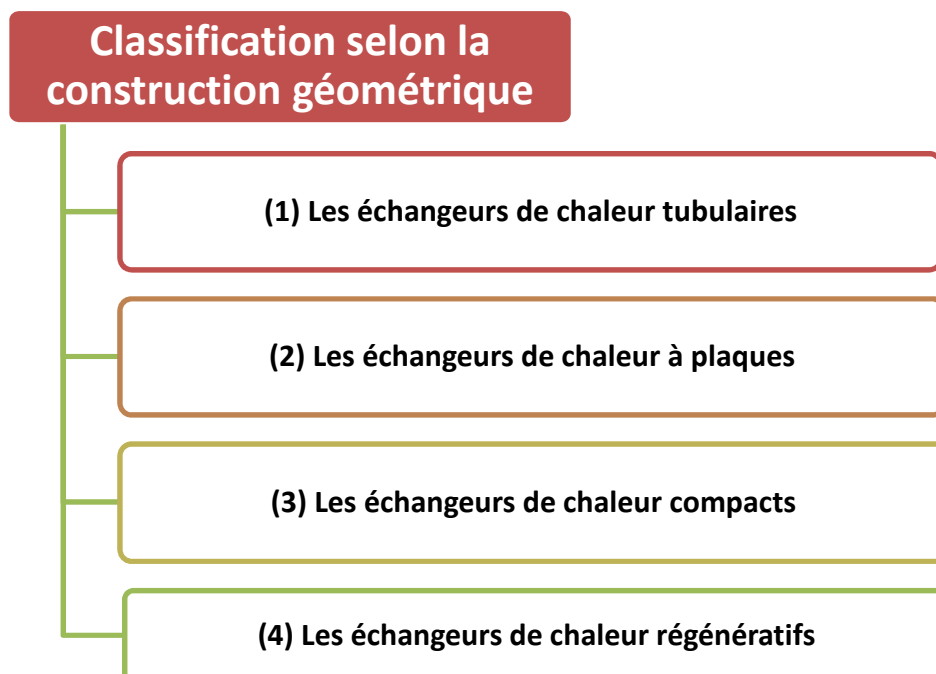 Classification selon la
construction géométrique
(1) Les échangeurs de chaleur tubulaires
(2) Les échangeurs de chaleur à plaques
(3) Les échangeurs de chaleur compacts
(4) Les échangeurs de chaleur régénératifs